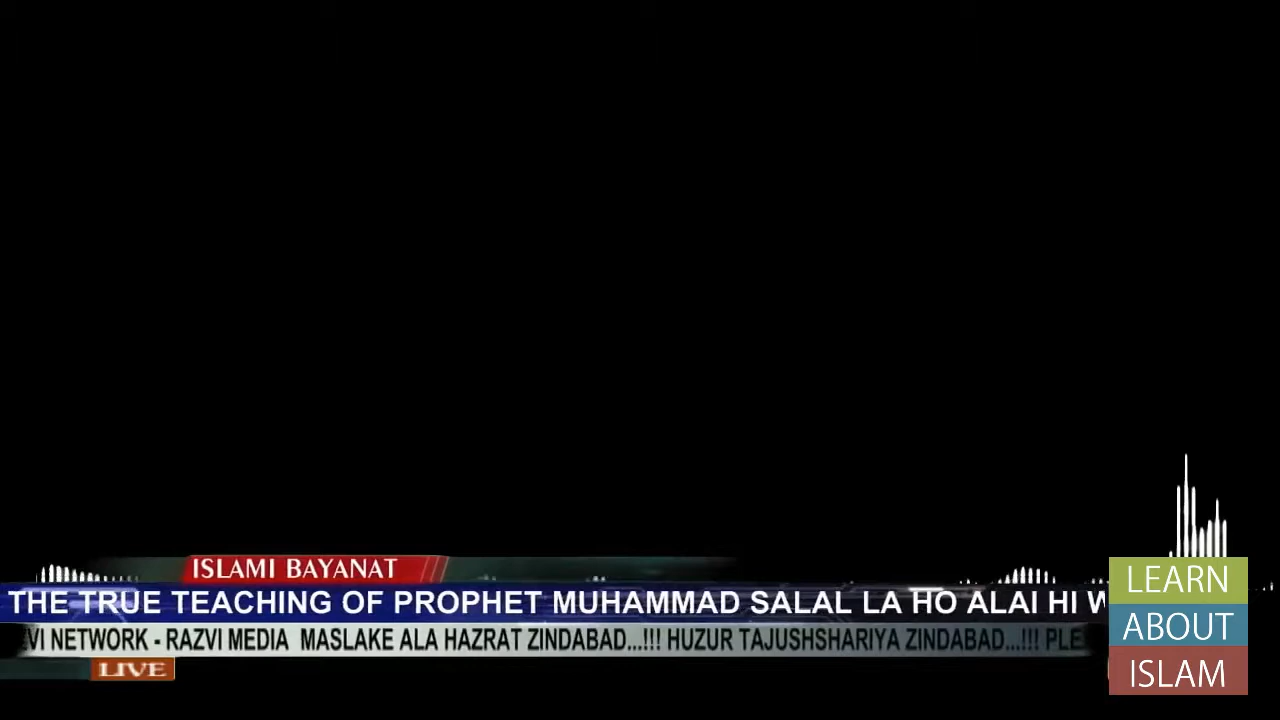 ISLAMI BAYANAT
THE TRUE TEACHING OF PROPHET MUHAMMAD SALAL LA HO ALAI HI
NETWORK - RAZVI MEDIA MASLAKE ALA HAZRAT ZINDABAD...!!! HUZUR TAJUSHSHARIYA ZINDABAD...!!!
LIVE
LEARN
ABOUT
ISLAM